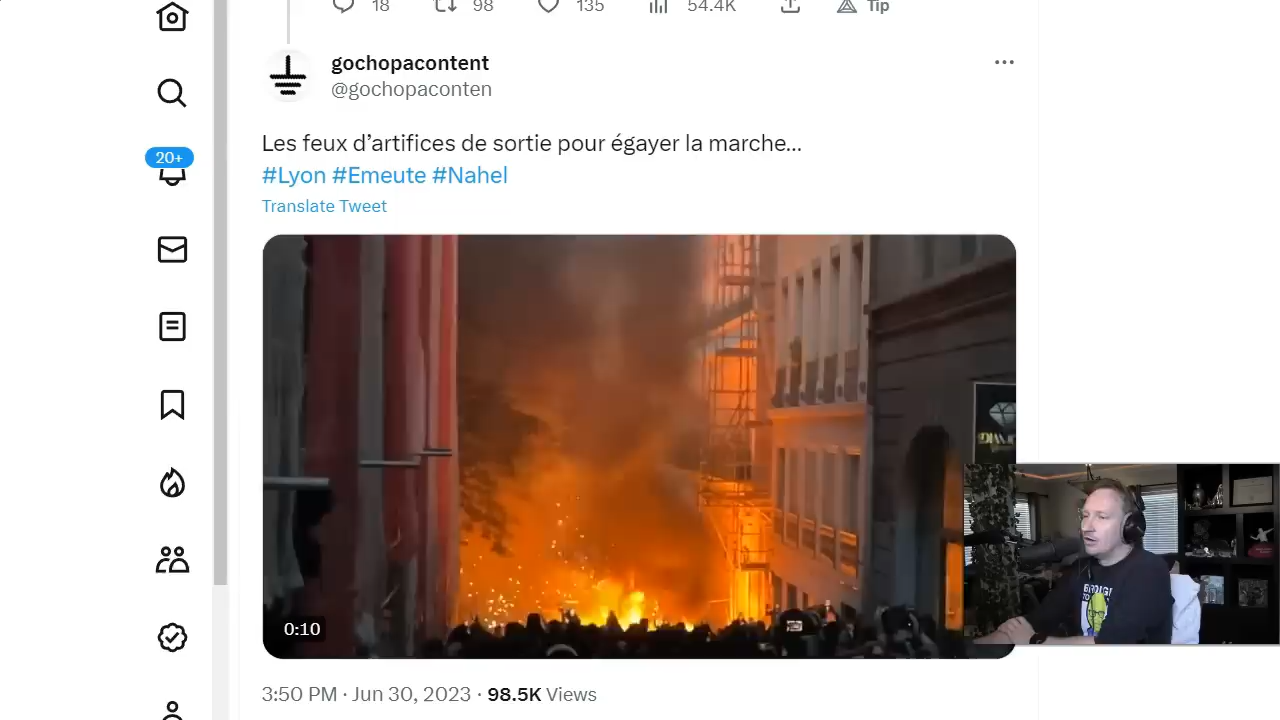 18 98 135 54.4K Tip
gochopacontent
@gochopaconten
Les feux d’artifices de sortie pour égayer la marche...
#Lyon #Emeute #Nahel
Translate Tweet
20+
0:10
3:50 PM · Jun 30, 2023 · 98.5K Views